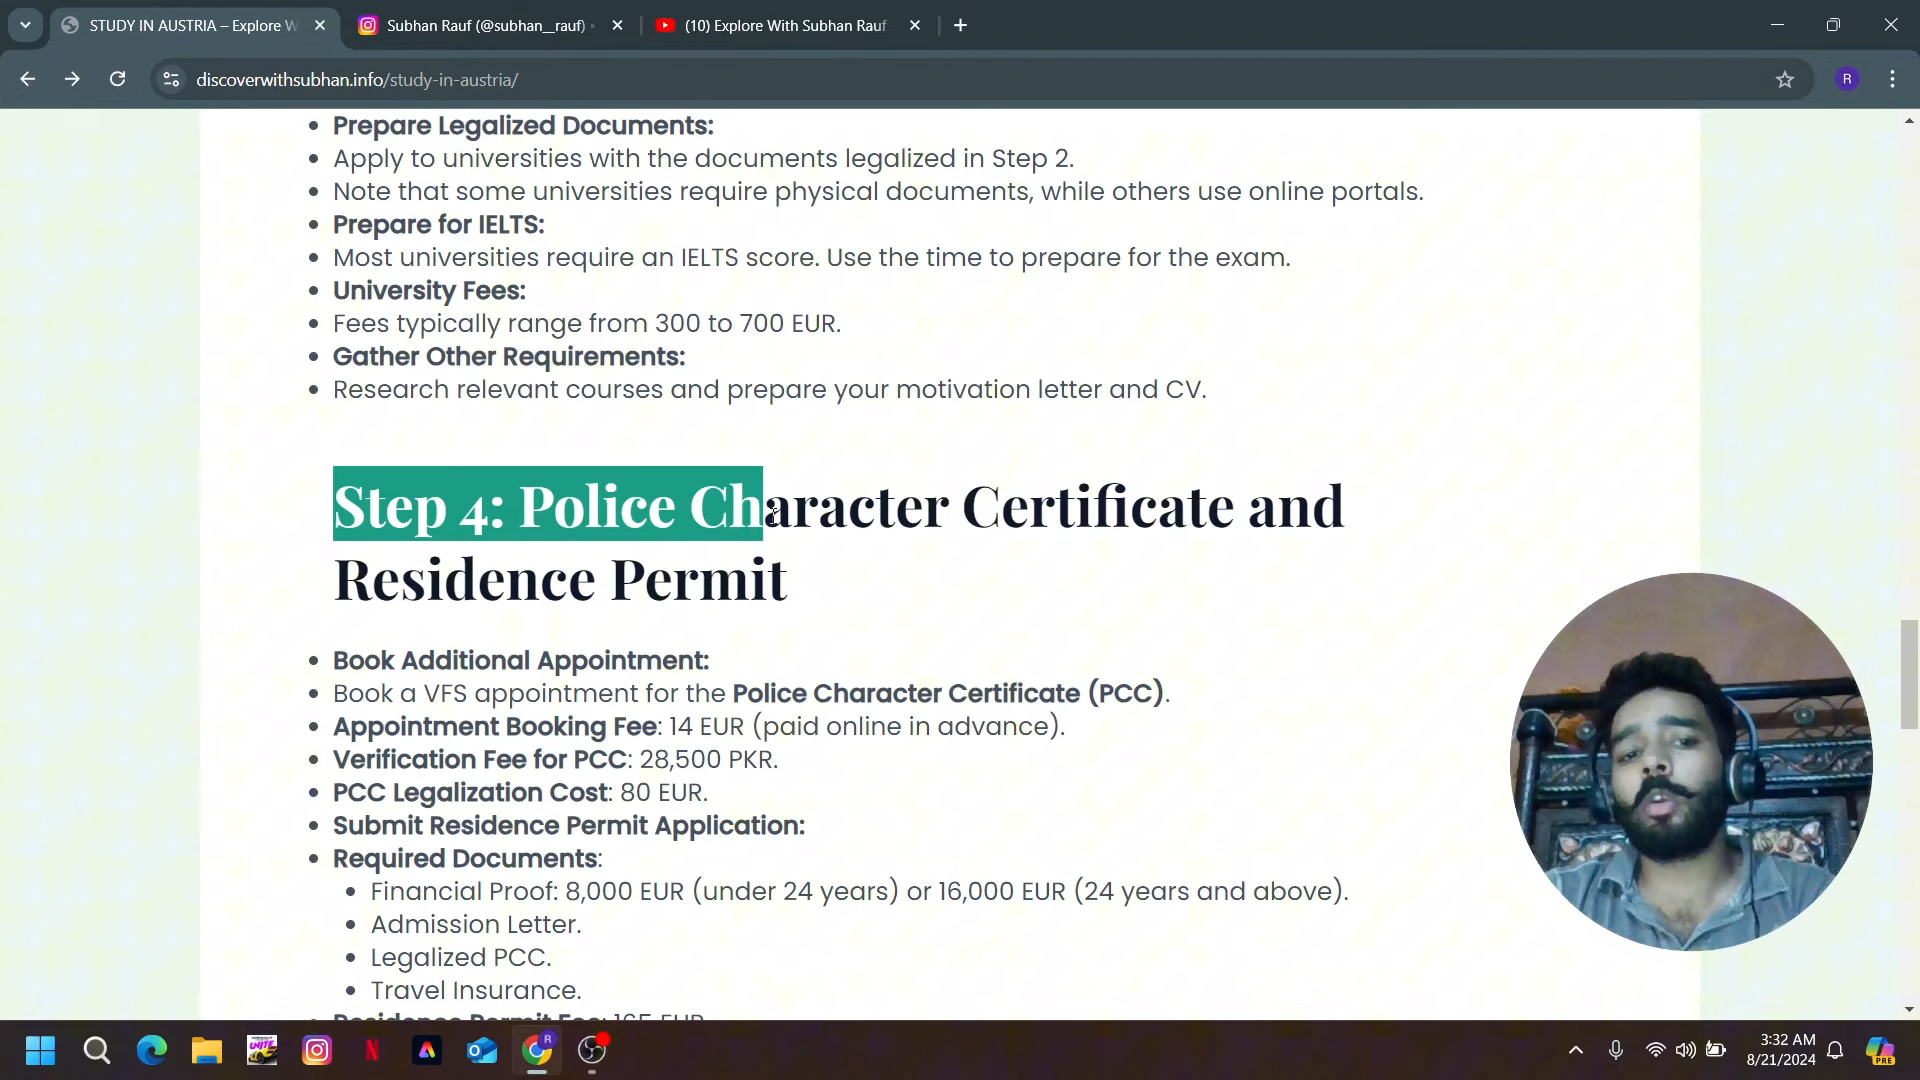 STUDY IN AUSTRIA – Explore W
Subhan Rauf (@subhan__rauf) •
(10) Explore With Subhan Rauf
discoverwithsubhan.info/study-in-austria/
R
Prepare Legalized Documents:
Apply to universities with the documents legalized in Step 2.
Note that some universities require physical documents, while others use online portals.
Prepare for IELTS:
Most universities require an IELTS score. Use the time to prepare for the exam.
University Fees:
Fees typically range from 300 to 700 EUR.
Gather Other Requirements:
Research relevant courses and prepare your motivation letter and CV.
Step 4: Police Character Certificate and
Residence Permit
Book Additional Appointment:
Book a VFS appointment for the Police Character Certificate (PCC).
Appointment Booking Fee: 14 EUR (paid online in advance).
Verification Fee for PCC: 28,500 PKR.
PCC Legalization Cost: 80 EUR.
Submit Residence Permit Application:
Required Documents:
Financial Proof: 8,000 EUR (under 24 years) or 16,000 EUR (24 years and above).
Admission Letter.
Legalized PCC.
Travel Insurance.
Residence Permit Fee: 165 EUR
UNITE
N
R
3:32 AM
8/21/2024
PRE